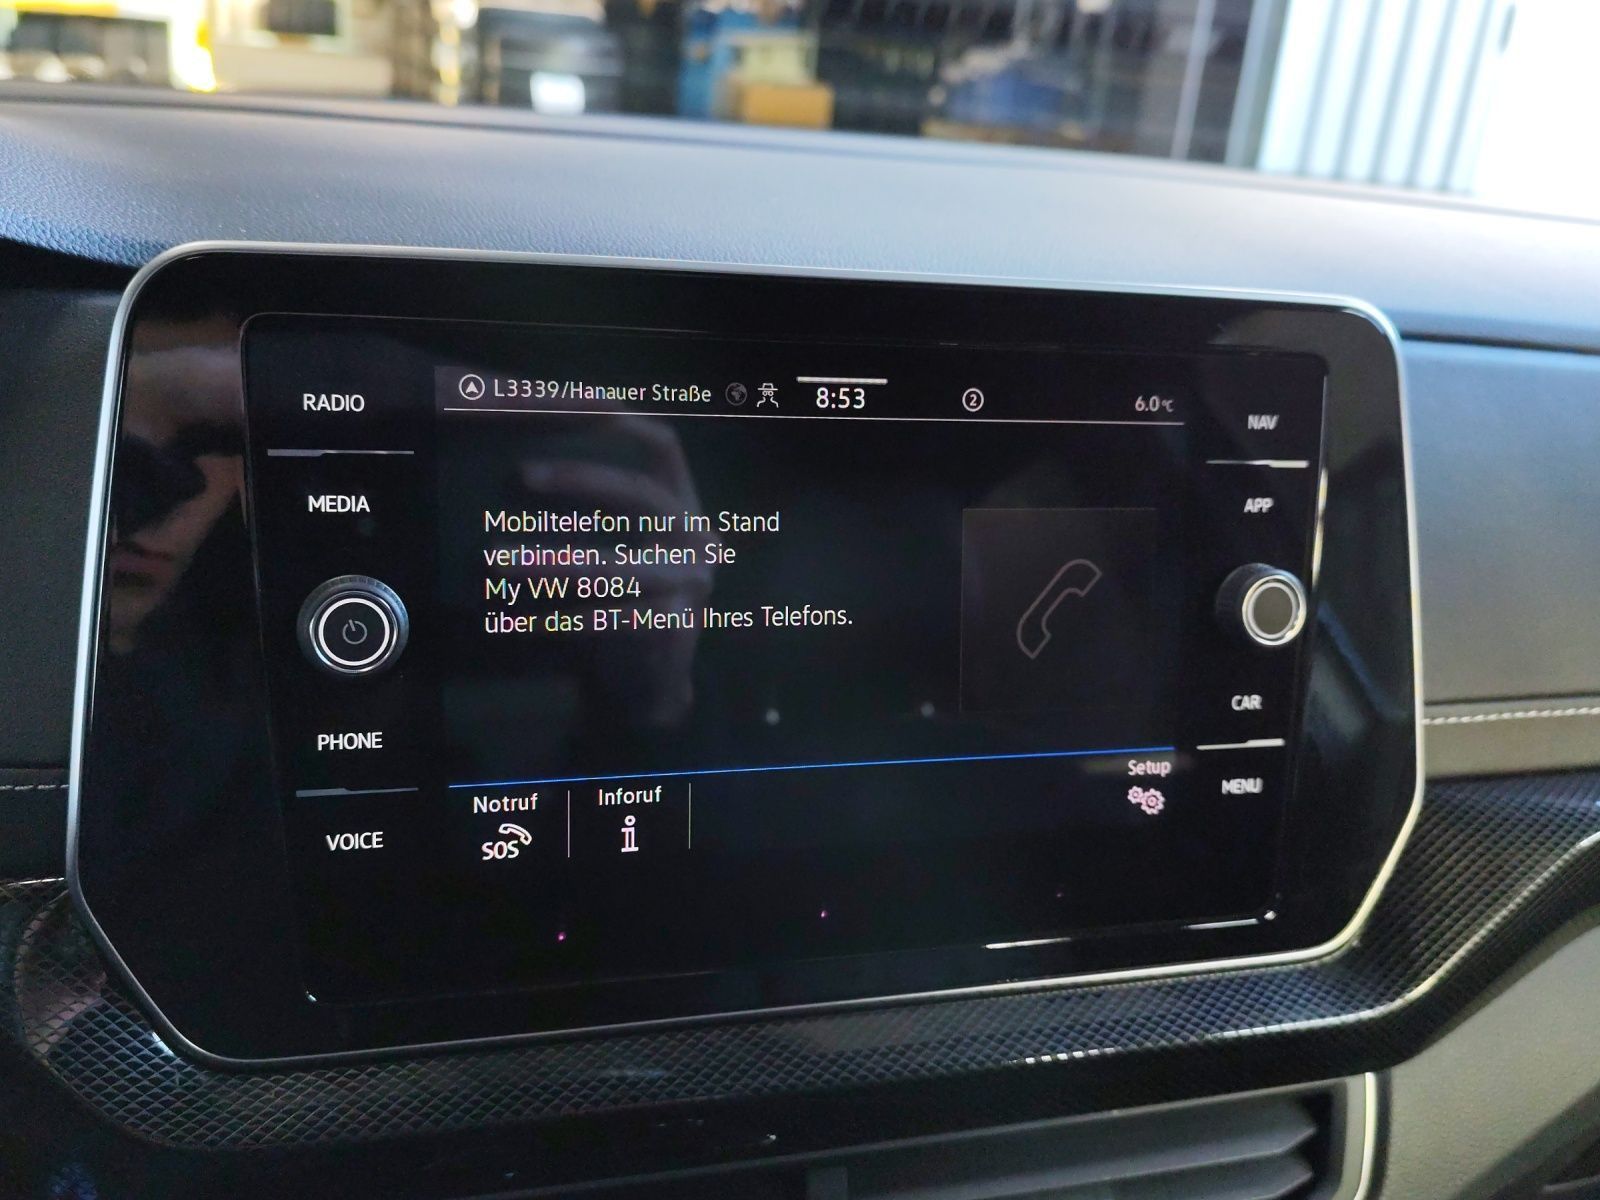 RADIO
MEDIA
PHONE
VOICE
L3339/Hanauer Straße
8:53
2
6.0°C
Mobiltelefon nur im Stand
verbinden. Suchen Sie
My VW 8084
über das BT-Menü Ihres Telefons.
Notruf
SOS
Inforuf
i
Setup
NAV
APP
CAR
MENU